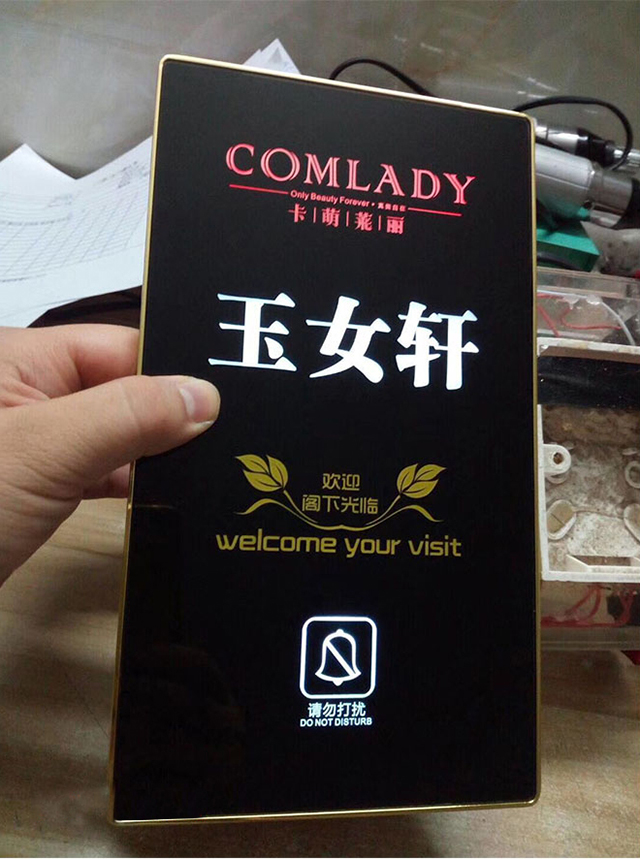 COMLADY
Only Beauty Forever •
卡|萌|莱|丽
玉女轩
欢迎
阁下光临
welcome your visit
请勿打扰
DO NOT DISTURB